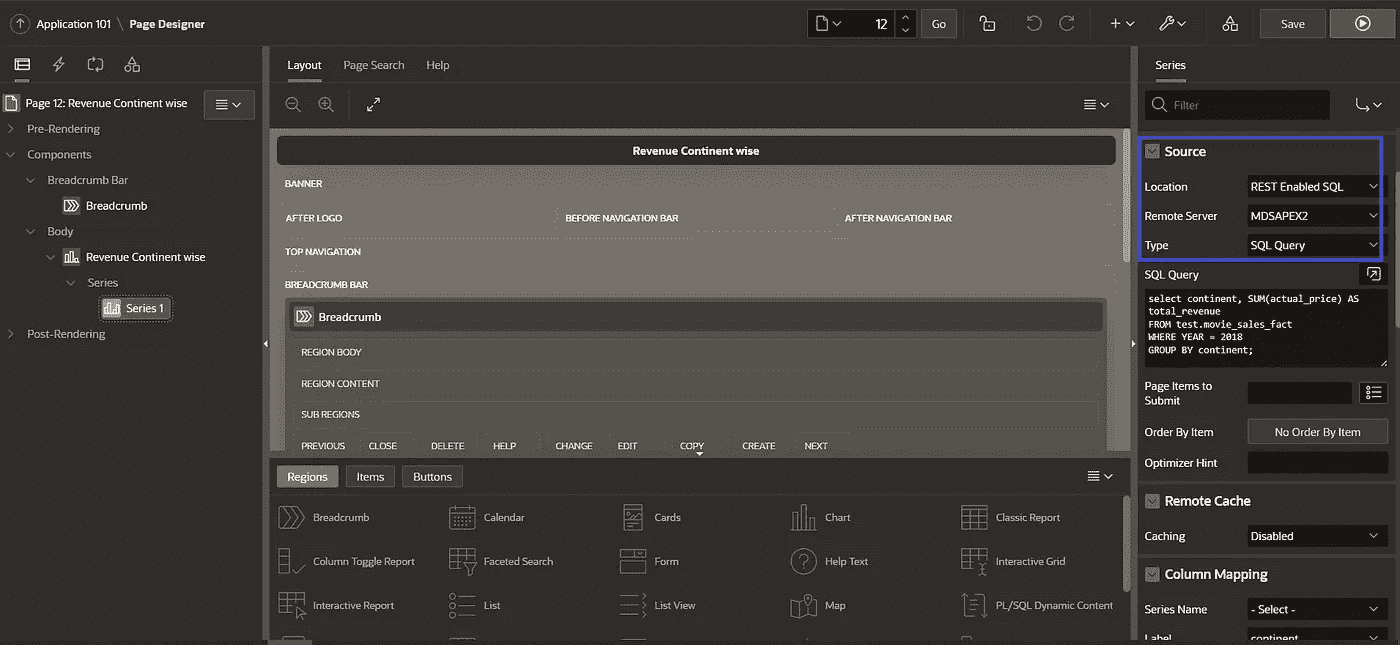 Application 101 \ Page Designer
12
Go
Save
Page 12: Revenue Continent wise
Pre-Rendering
Components
Breadcrumb Bar
Breadcrumb
Body
Revenue Continent wise
Series
Series 1
Post-Rendering
Layout Page Search Help
Revenue Continent wise
BANNER
AFTER LOGO BEFORE NAVIGATION BAR AFTER NAVIGATION BAR
TOP NAVIGATION
BREADCRUMB BAR
Breadcrumb
REGION BODY
REGION CONTENT
SUB REGIONS
PREVIOUS CLOSE DELETE HELP CHANGE EDIT COPY CREATE NEXT
Regions Items Buttons
Breadcrumb Calendar Cards Chart Classic Report
Column Toggle Report Faceted Search Form Help Text Interactive Grid
Interactive Report List List View Map PL/SQL Dynamic Content
Series
Filter
Source
Location REST Enabled SQL
Remote Server MDSAPEX2
Type SQL Query
SQL Query
select continent, SUM(actual_price) AS
total_revenue
FROM test.movie_sales_fact
WHERE YEAR = 2018
GROUP BY continent;
Page Items to
Submit
Order By Item No Order By Item
Optimizer Hint
Remote Cache
Caching Disabled
Column Mapping
Series Name - Select -
Label continent